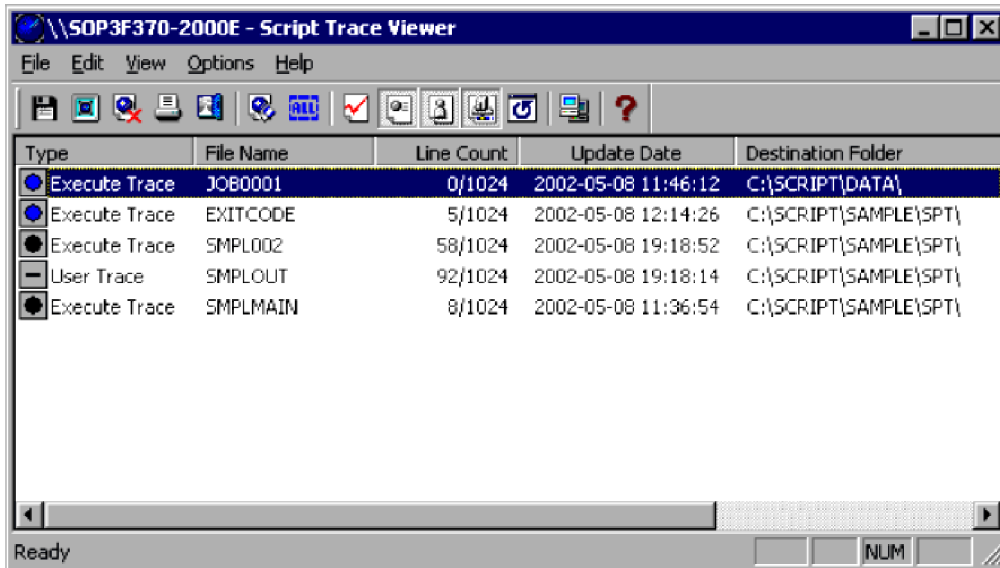 \\SOP3F370-2000E - Script Trace Viewer
File Edit View Options Help
ALL ?
Type File Name Line Count Update Date Destination Folder
Execute Trace JOB0001 0/1024 2002-05-08 11:46:12 C:\SCRIPT\DATA\
Execute Trace EXITCODE 5/1024 2002-05-08 12:14:26 C:\SCRIPT\SAMPLE\SPT\
Execute Trace SMPL002 58/1024 2002-05-08 19:18:52 C:\SCRIPT\SAMPLE\SPT\
User Trace SMPLOUT 92/1024 2002-05-08 19:18:14 C:\SCRIPT\SAMPLE\SPT\
Execute Trace SMPLMAIN 8/1024 2002-05-08 11:36:54 C:\SCRIPT\SAMPLE\SPT\
Ready NUM